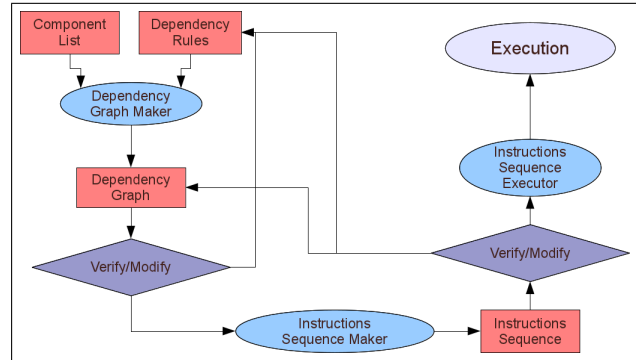 Component
List
Dependency
Rules
Execution
Dependency
Graph Maker
Instructions
Sequence
Executor
Dependency
Graph
Verify/Modify
Verify/Modify
Instructions
Sequence Maker
Instructions
Sequence